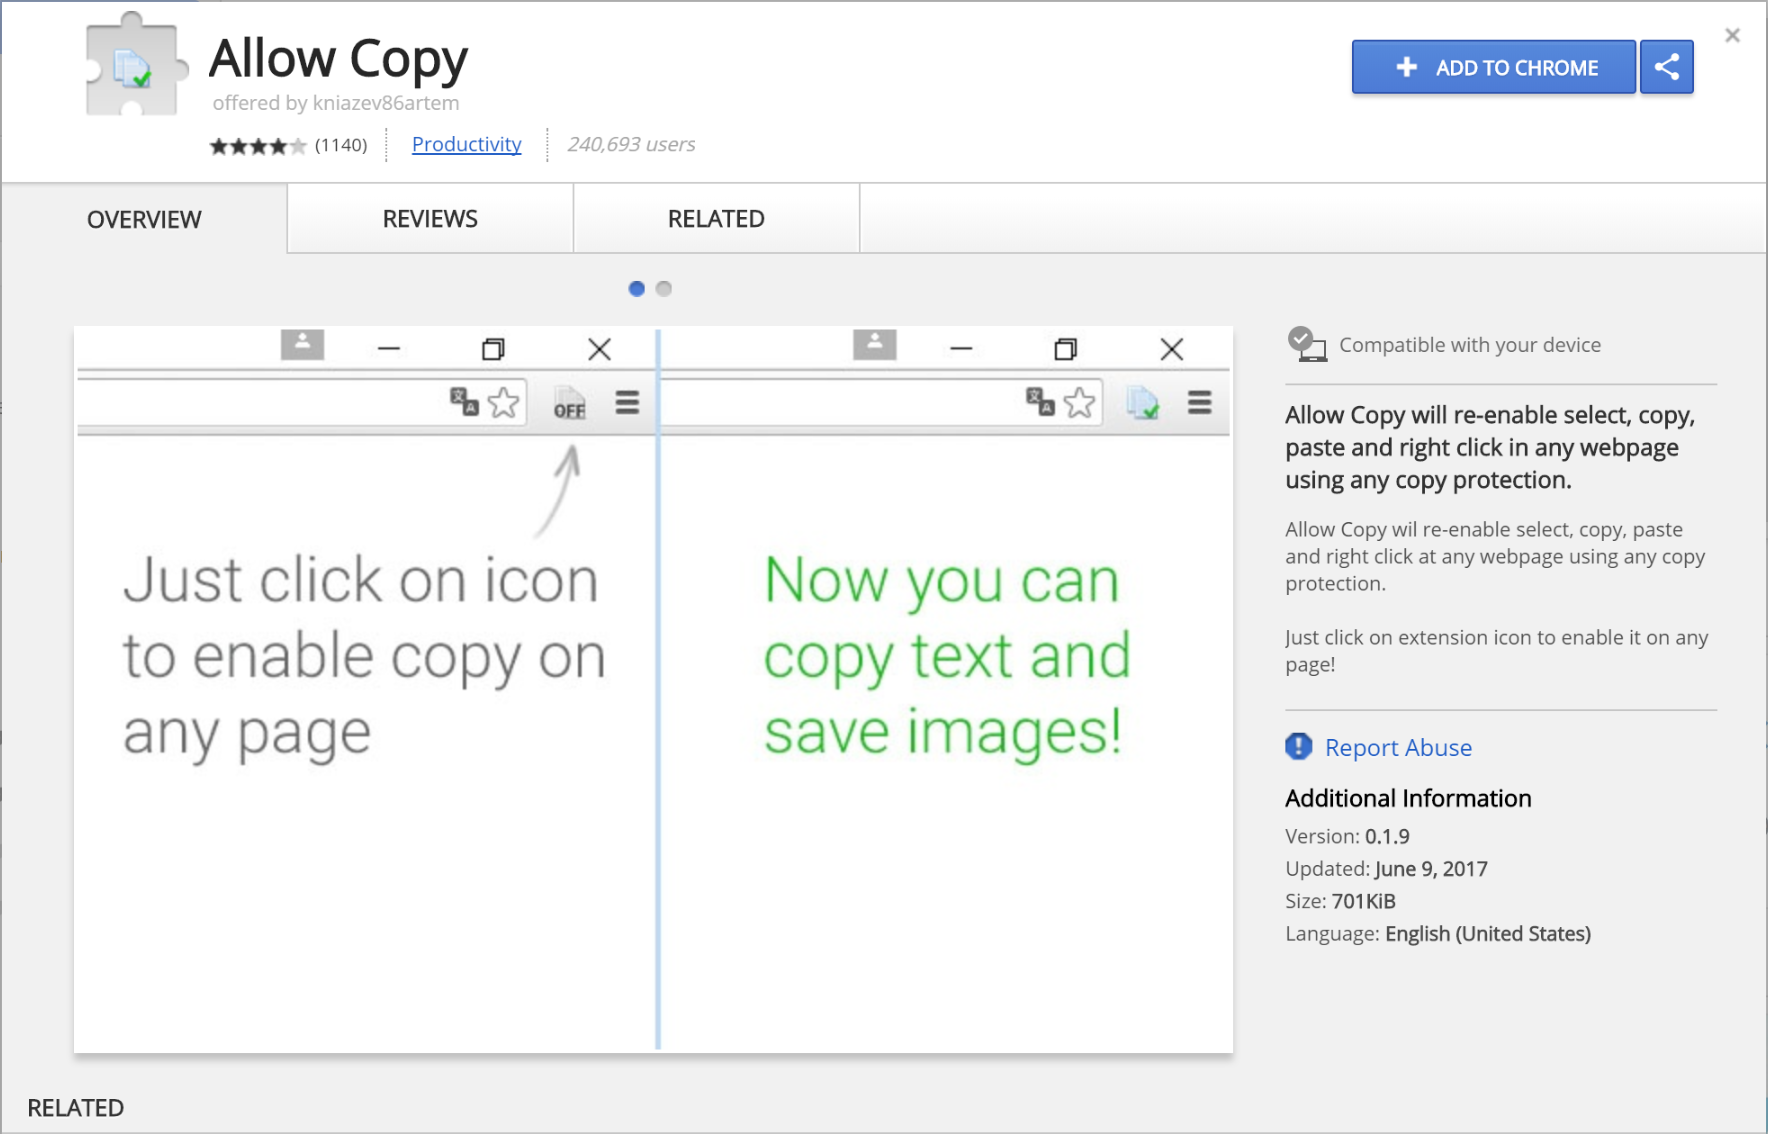 Allow Copy
offered by kniazev86artem
(1140)
Productivity
240,693 users
ADD TO CHROME
OVERVIEW
REVIEWS
RELATED
OFF
Just click on icon
to enable copy on
any page
Now you can
copy text and
save images!
Compatible with your device
Allow Copy will re-enable select, copy,
paste and right click in any webpage
using any copy protection.
Allow Copy wil re-enable select, copy, paste
and right click at any webpage using any copy
protection.
Just click on extension icon to enable it on any
page!
Report Abuse
Additional Information
Version: 0.1.9
Updated: June 9, 2017
Size: 701KiB
Language: English (United States)
RELATED